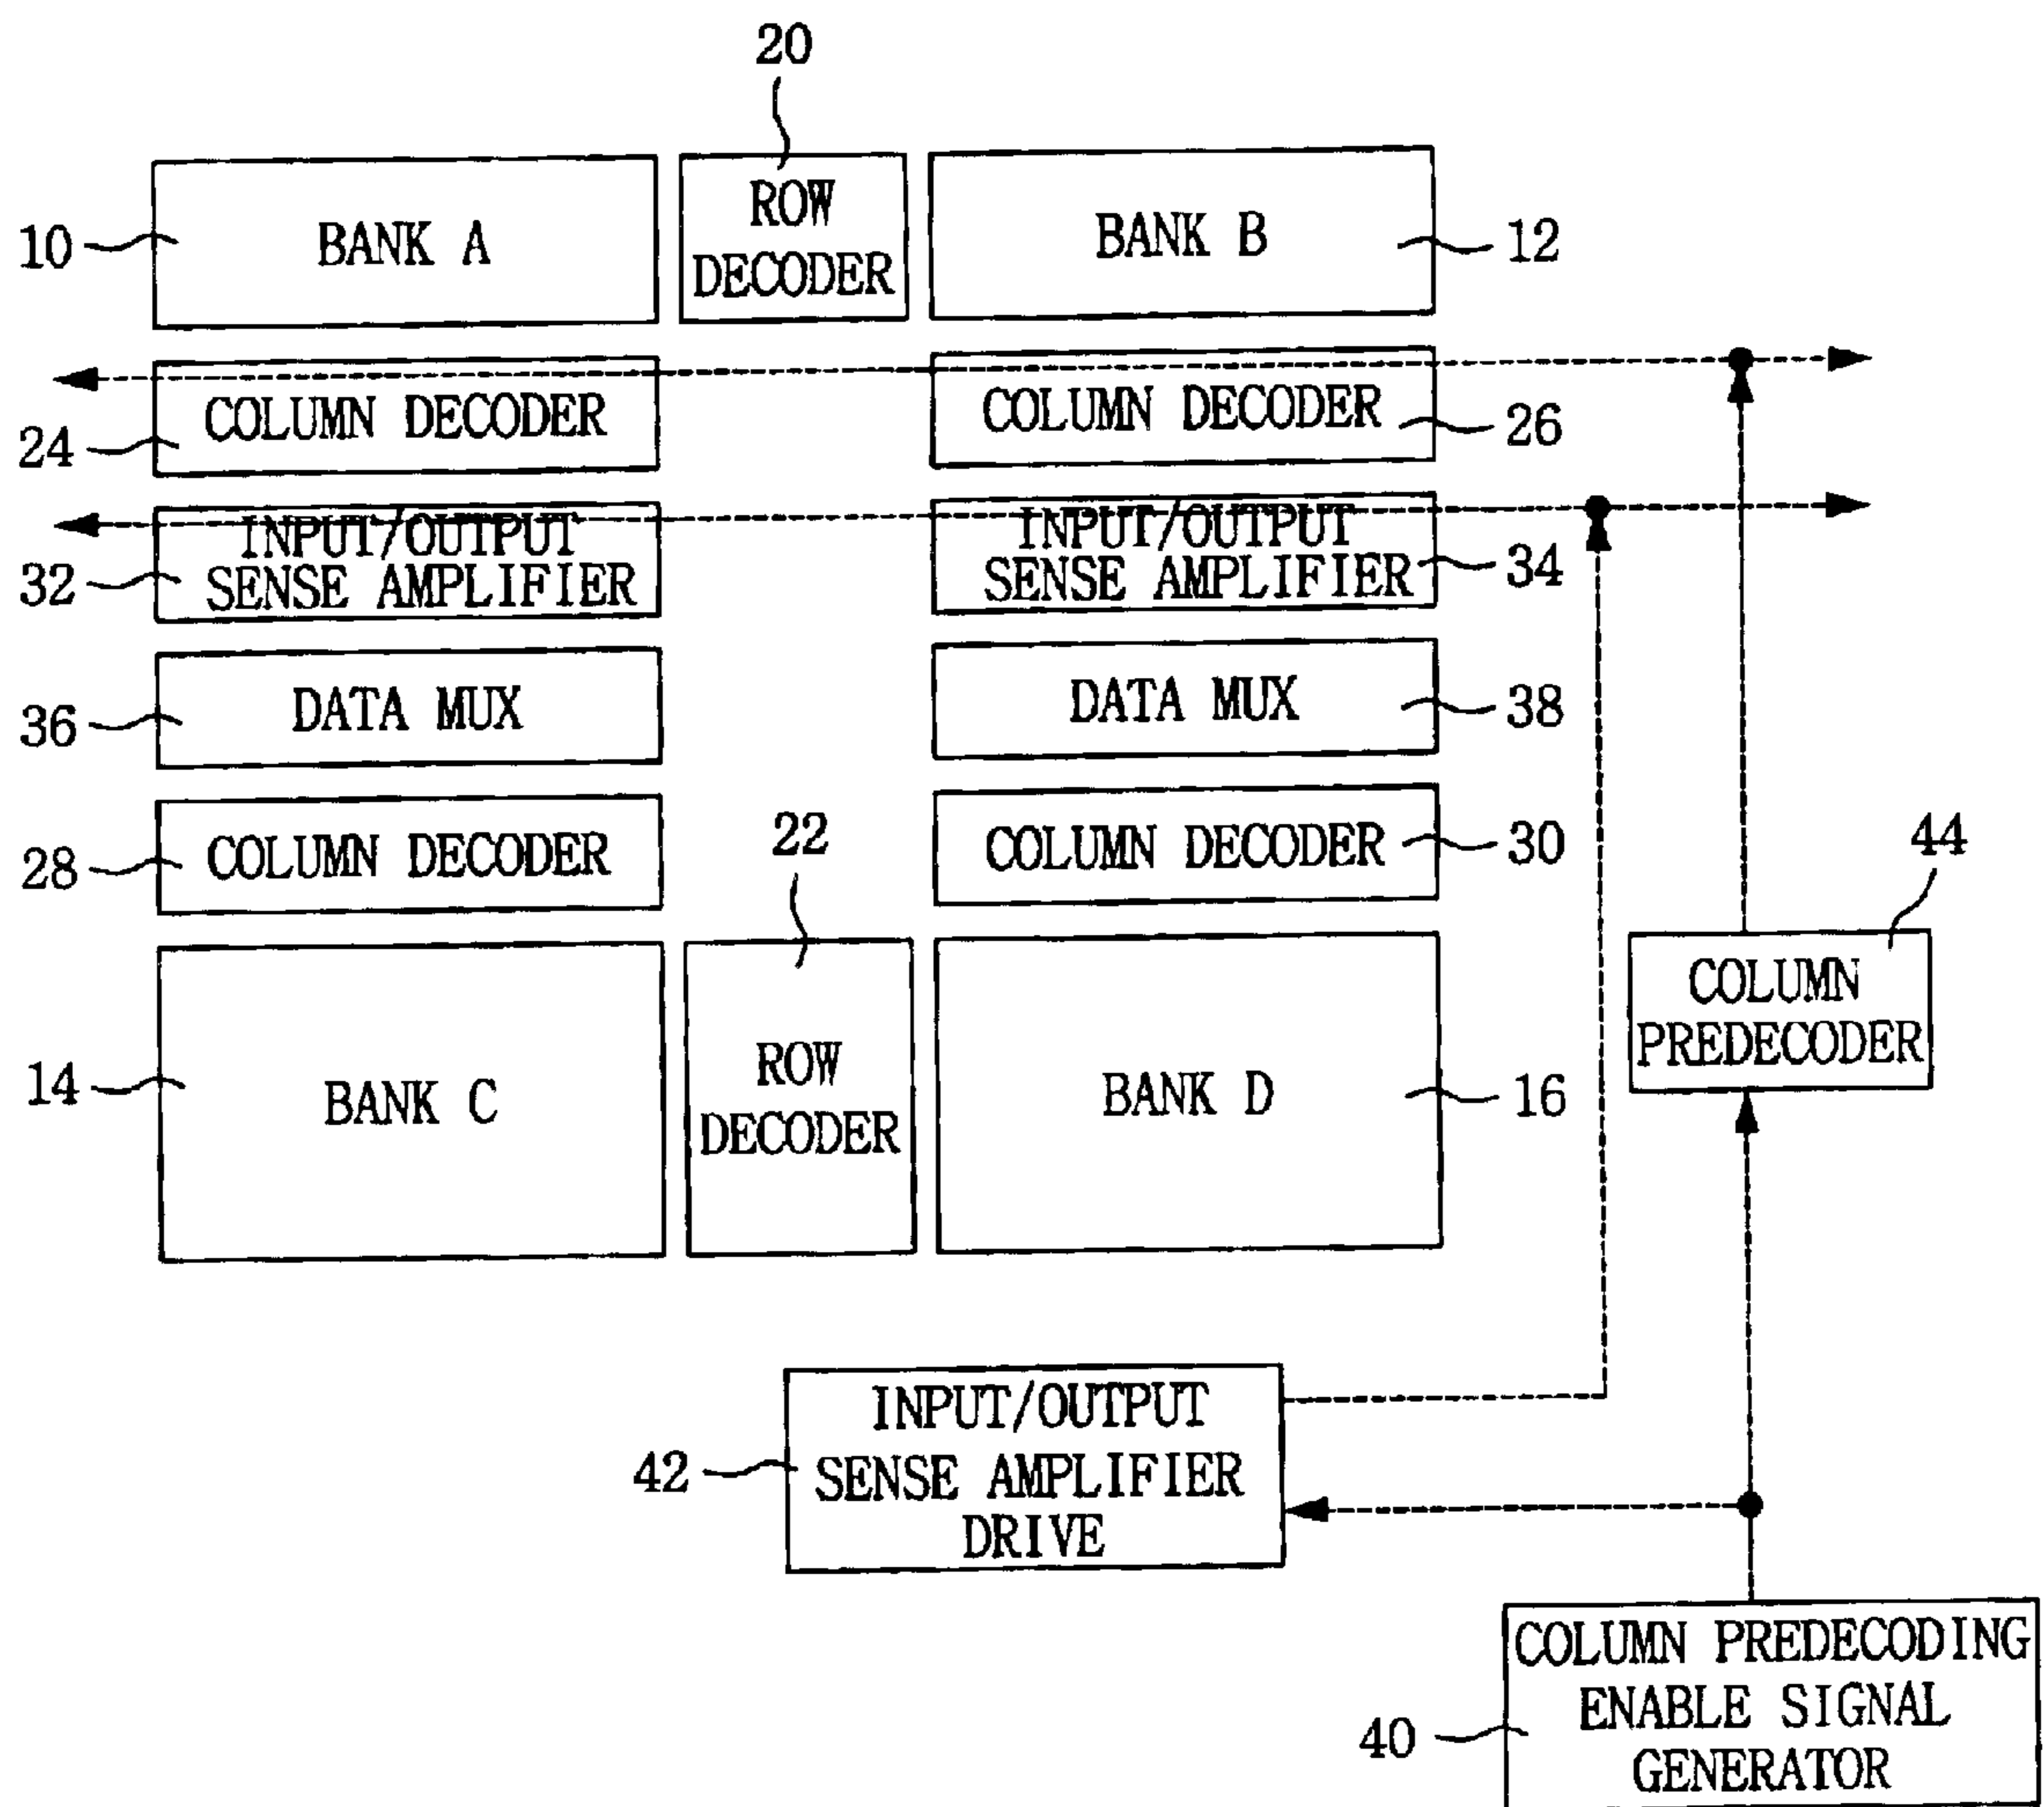 20
10
BANK A
ROW
DECODER
BANK B
12
24
COLUMN DECODER
COLUMN DECODER
26
32
INPUT/OUTPUT
SENSE AMPLIFIER
INPUT/OUTPUT
SENSE AMPLIFIER
34
36
DATA MUX
DATA MUX
38
28
COLUMN DECODER
22
COLUMN DECODER
30
44
14
BANK C
ROW
DECODER
BANK D
16
COLUMN
PREDECODER
42
INPUT/OUTPUT
SENSE AMPLIFIER
DRIVE
40
COLUMN PREDECODING
ENABLE SIGNAL
GENERATOR